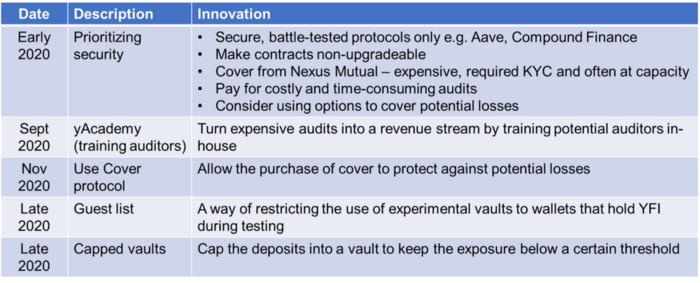 Date Description Innovation
Early 2020 Prioritizing security
• Secure, battle-tested protocols only e.g. Aave, Compound Finance
• Make contracts non-upgradeable
• Cover from Nexus Mutual – expensive, required KYC and often at capacity
• Pay for costly and time-consuming audits
• Consider using options to cover potential losses
Sept 2020 yAcademy (training auditors) Turn expensive audits into a revenue stream by training potential auditors in-house
Nov 2020 Use Cover protocol Allow the purchase of cover to protect against potential losses
Late 2020 Guest list A way of restricting the use of experimental vaults to wallets that hold YFI during testing
Late 2020 Capped vaults Cap the deposits into a vault to keep the exposure below a certain threshold